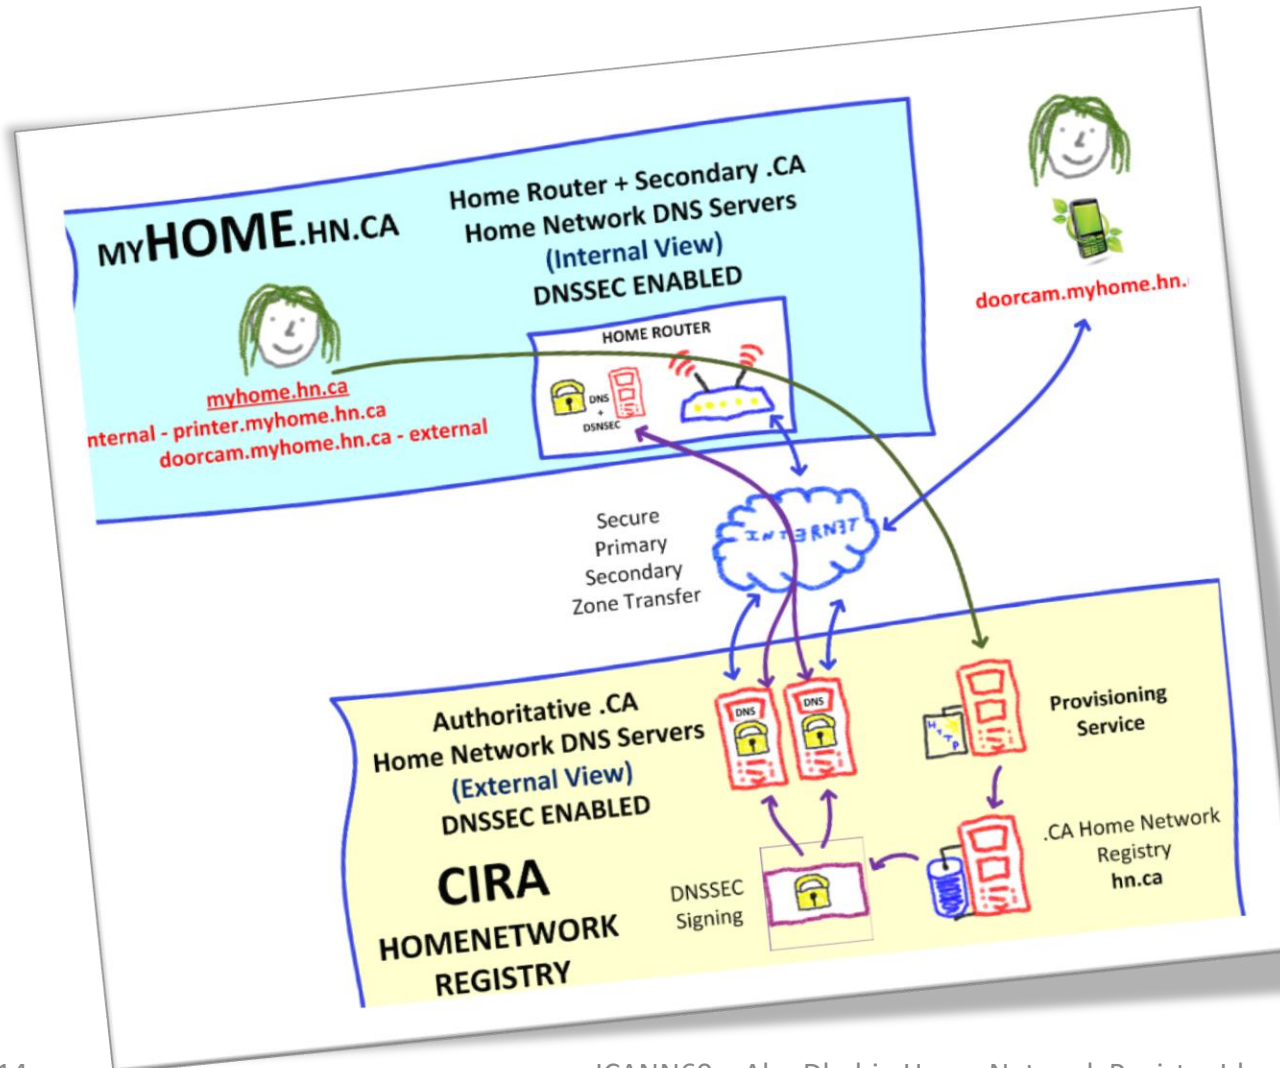 MYHOME.HN.CA
Home Router + Secondary .CA
Home Network DNS Servers
(Internal View)
DNSSEC ENABLED
HOME ROUTER
DNS
+
DSNSEC
myhome.hn.ca
nternal - printer.myhome.hn.ca
doorcam.myhome.hn.ca - external
doorcam.myhome.hn.
INTERNET
Secure
Primary
Secondary
Zone Transfer
Authoritative .CA
Home Network DNS Servers
(External View)
DNSSEC ENABLED
CIRA
HOMENETWORK
REGISTRY
DNS
DNS
HTTP
Provisioning
Service
.CA Home Network
Registry
hn.ca
DNSSEC
Signing